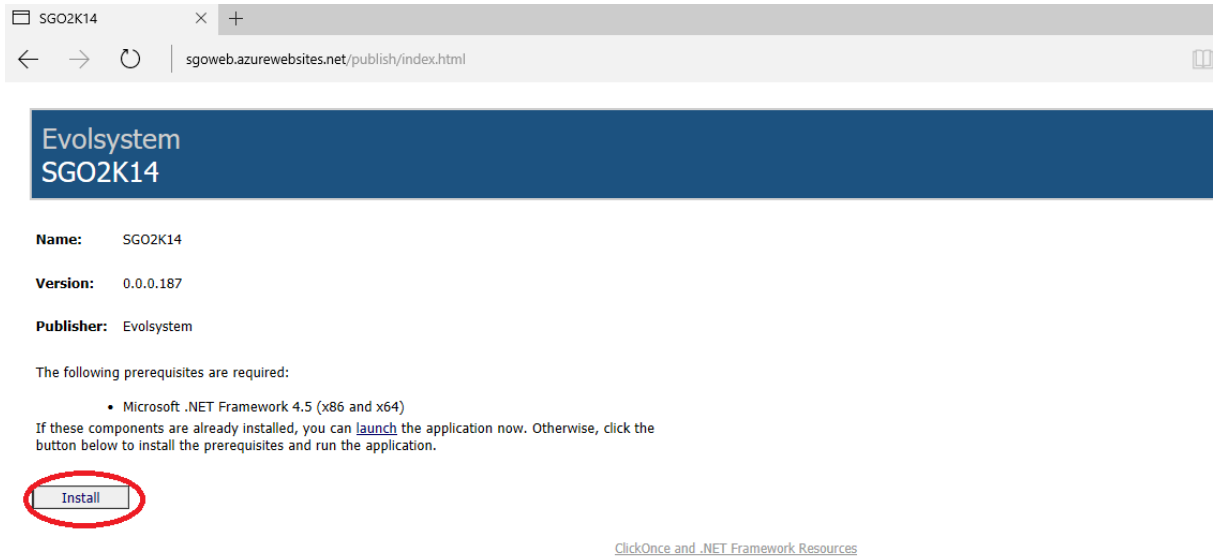 SGO2K14
sgoweb.azurewebsites.net/publish/index.html
Evolsystem
SGO2K14
Name: SGO2K14
Version: 0.0.0.187
Publisher: Evolsystem
The following prerequisites are required:
• Microsoft .NET Framework 4.5 (x86 and x64)
If these components are already installed, you can launch the application now. Otherwise, click the
button below to install the prerequisites and run the application.
Install
ClickOnce and .NET Framework Resources